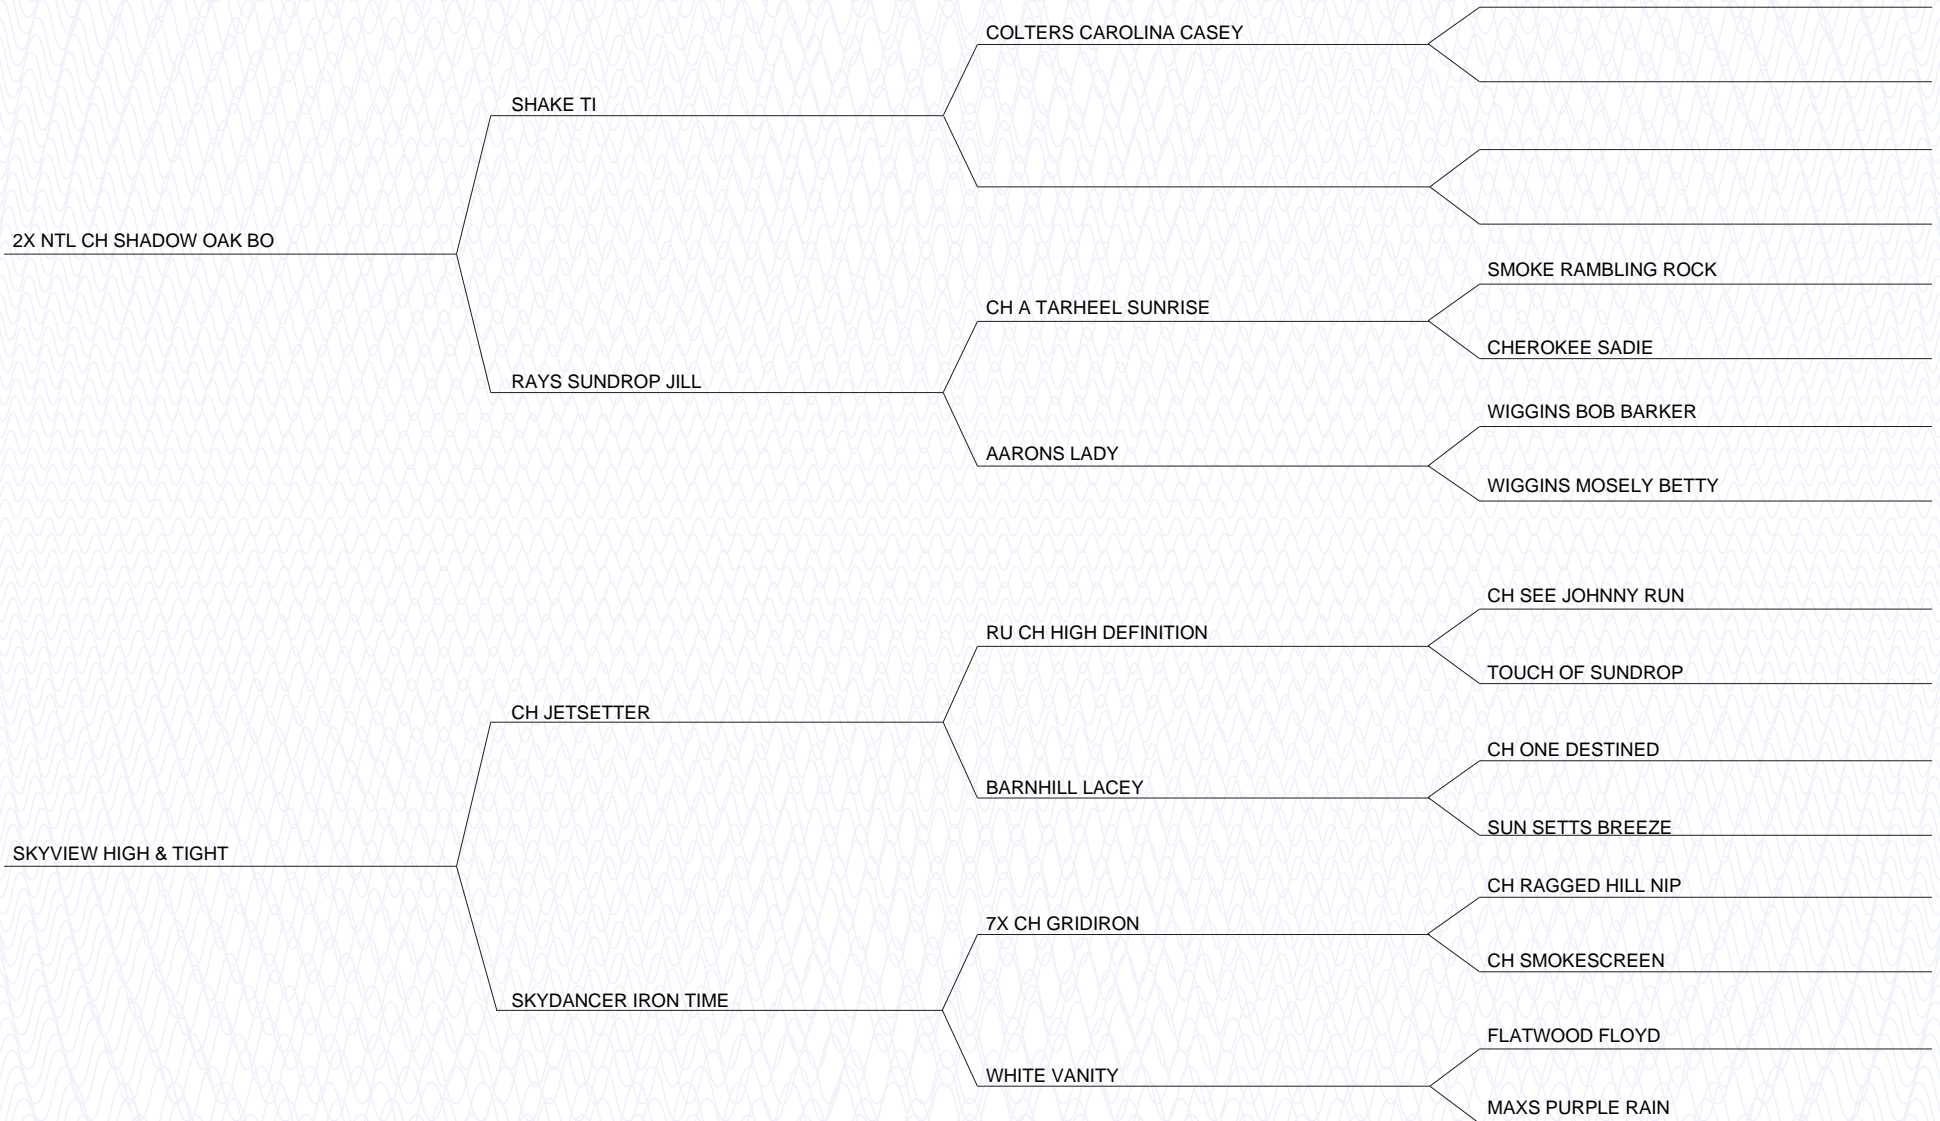 COLTERS CAROLINA CASEY
SHAKE TI
2X NTL CH SHADOW OAK BO
SMOKE RAMBLING ROCK
CH A TARHEEL SUNRISE
CHEROKEE SADIE
RAYS SUNDROP JILL
WIGGINS BOB BARKER
AARONS LADY
WIGGINS MOSELY BETTY
CH SEE JOHNNY RUN
RU CH HIGH DEFINITION
TOUCH OF SUNDROP
CH JETSETTER
CH ONE DESTINED
BARNHILL LACEY
SUN SETTS BREEZE
SKYVIEW HIGH & TIGHT
CH RAGGED HILL NIP
7X CH GRIDIRON
CH SMOKESCREEN
SKYDANCER IRON TIME
FLATWOOD FLOYD
WHITE VANITY
MAXS PURPLE RAIN